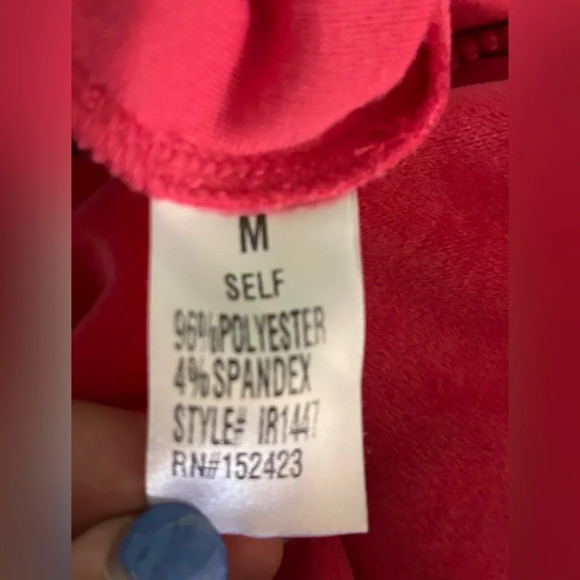 M
SELF
96%POLYESTER
4%SPANDEX
STYLE# IR1447
RN#152423